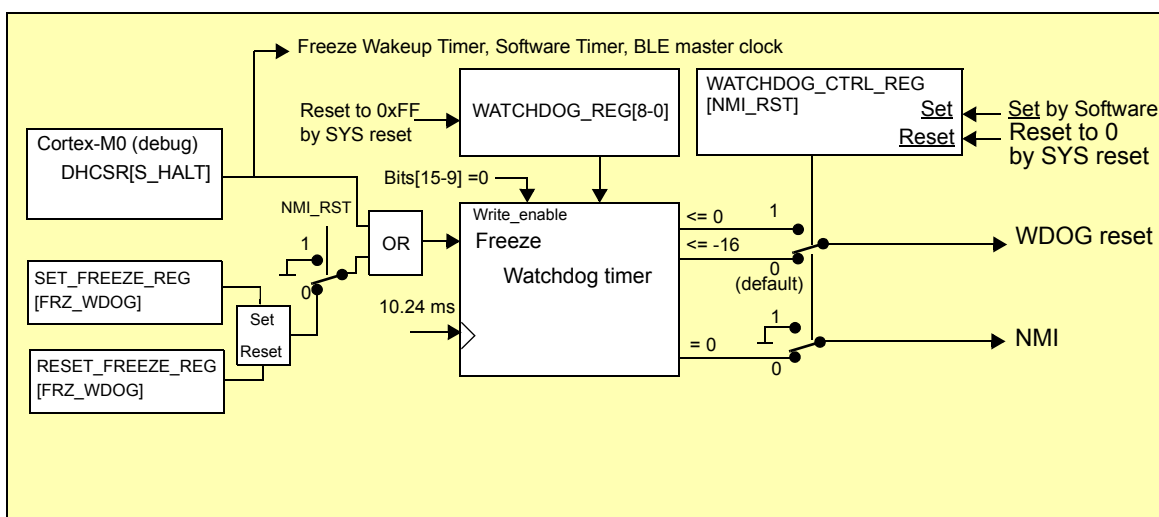 Freeze Wakeup Timer, Software Timer, BLE master clock
Reset to 0xFF
by SYS reset
WATCHDOG_REG[8-0]
WATCHDOG_CTRL_REG
[NMI_RST]
Set
Reset
Set by Software
Reset to 0
by SYS reset
Cortex-M0 (debug)
DHCSR[S_HALT]
Bits[15-9] =0
NMI_RST
1
0
OR
Write_enable
Freeze
Watchdog timer
<= 0
<= -16
1
0
(default)
WDOG reset
SET_FREEZE_REG
[FRZ_WDOG]
Set
Reset
RESET_FREEZE_REG
[FRZ_WDOG]
10.24 ms
= 0
1
0
NMI